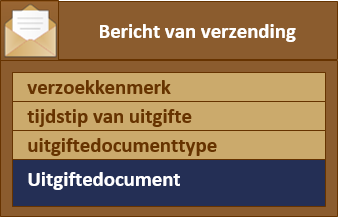 Bericht van verzending
verzoekkenmerk
tijdstip van uitgifte
uitgiftedocumenttype
Uitgiftedocument